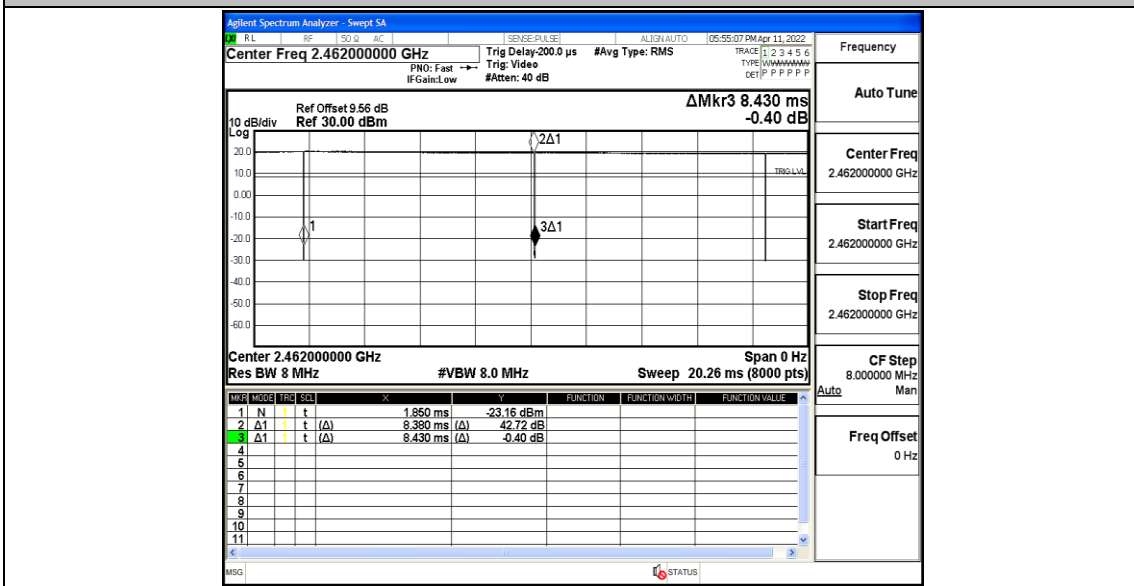 Agilent Spectrum Analyzer - Swept SA
RL RF 50 Ω AC SENSE:PULSE ALIGN AUTO 05:55:07 PM Apr 11, 2022
Center Freq 2.462000000 GHz
PNO: Fast
IFGain:Low
Trig Delay-200.0 µs
Trig: Video
#Atten: 40 dB
#Avg Type: RMS
TRACE 1 2 3 4 5 6
TYPE
DET P P P P P P
ΔMkr3 8.430 ms
-0.40 dB
Ref Offset 9.56 dB
10 dB/div Ref 30.00 dBm
Log
20.0
10.0
0.00
-10.0
-20.0
-30.0
-40.0
-50.0
-60.0
2Δ1
TRIG LVL
1
3Δ1
Center 2.462000000 GHz Span 0 Hz
Res BW 8 MHz #VBW 8.0 MHz Sweep 20.26 ms (8000 pts)
MKR MODE TRC SCL X Y FUNCTION FUNCTION WIDTH FUNCTION VALUE
1 N t 1.850 ms -23.16 dBm
2 Δ1 t (Δ) 8.380 ms (Δ) 42.72 dB
3 Δ1 t (Δ) 8.430 ms (Δ) -0.40 dB
4
5
6
7
8
9
10
11
MSG STATUS
Frequency
Auto Tune
Center Freq
2.462000000 GHz
Start Freq
2.462000000 GHz
Stop Freq
2.462000000 GHz
CF Step
8.000000 MHz
Auto Man
Freq Offset
0 Hz